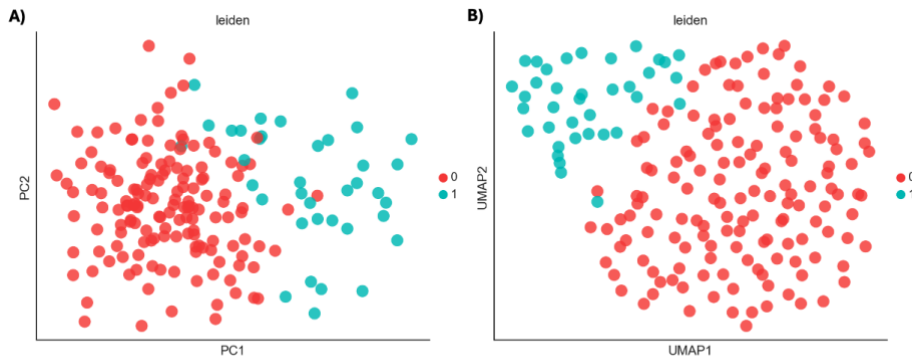 A)
leiden
PC2
PC1
0
1
B)
leiden
UMAP2
UMAP1
0
1